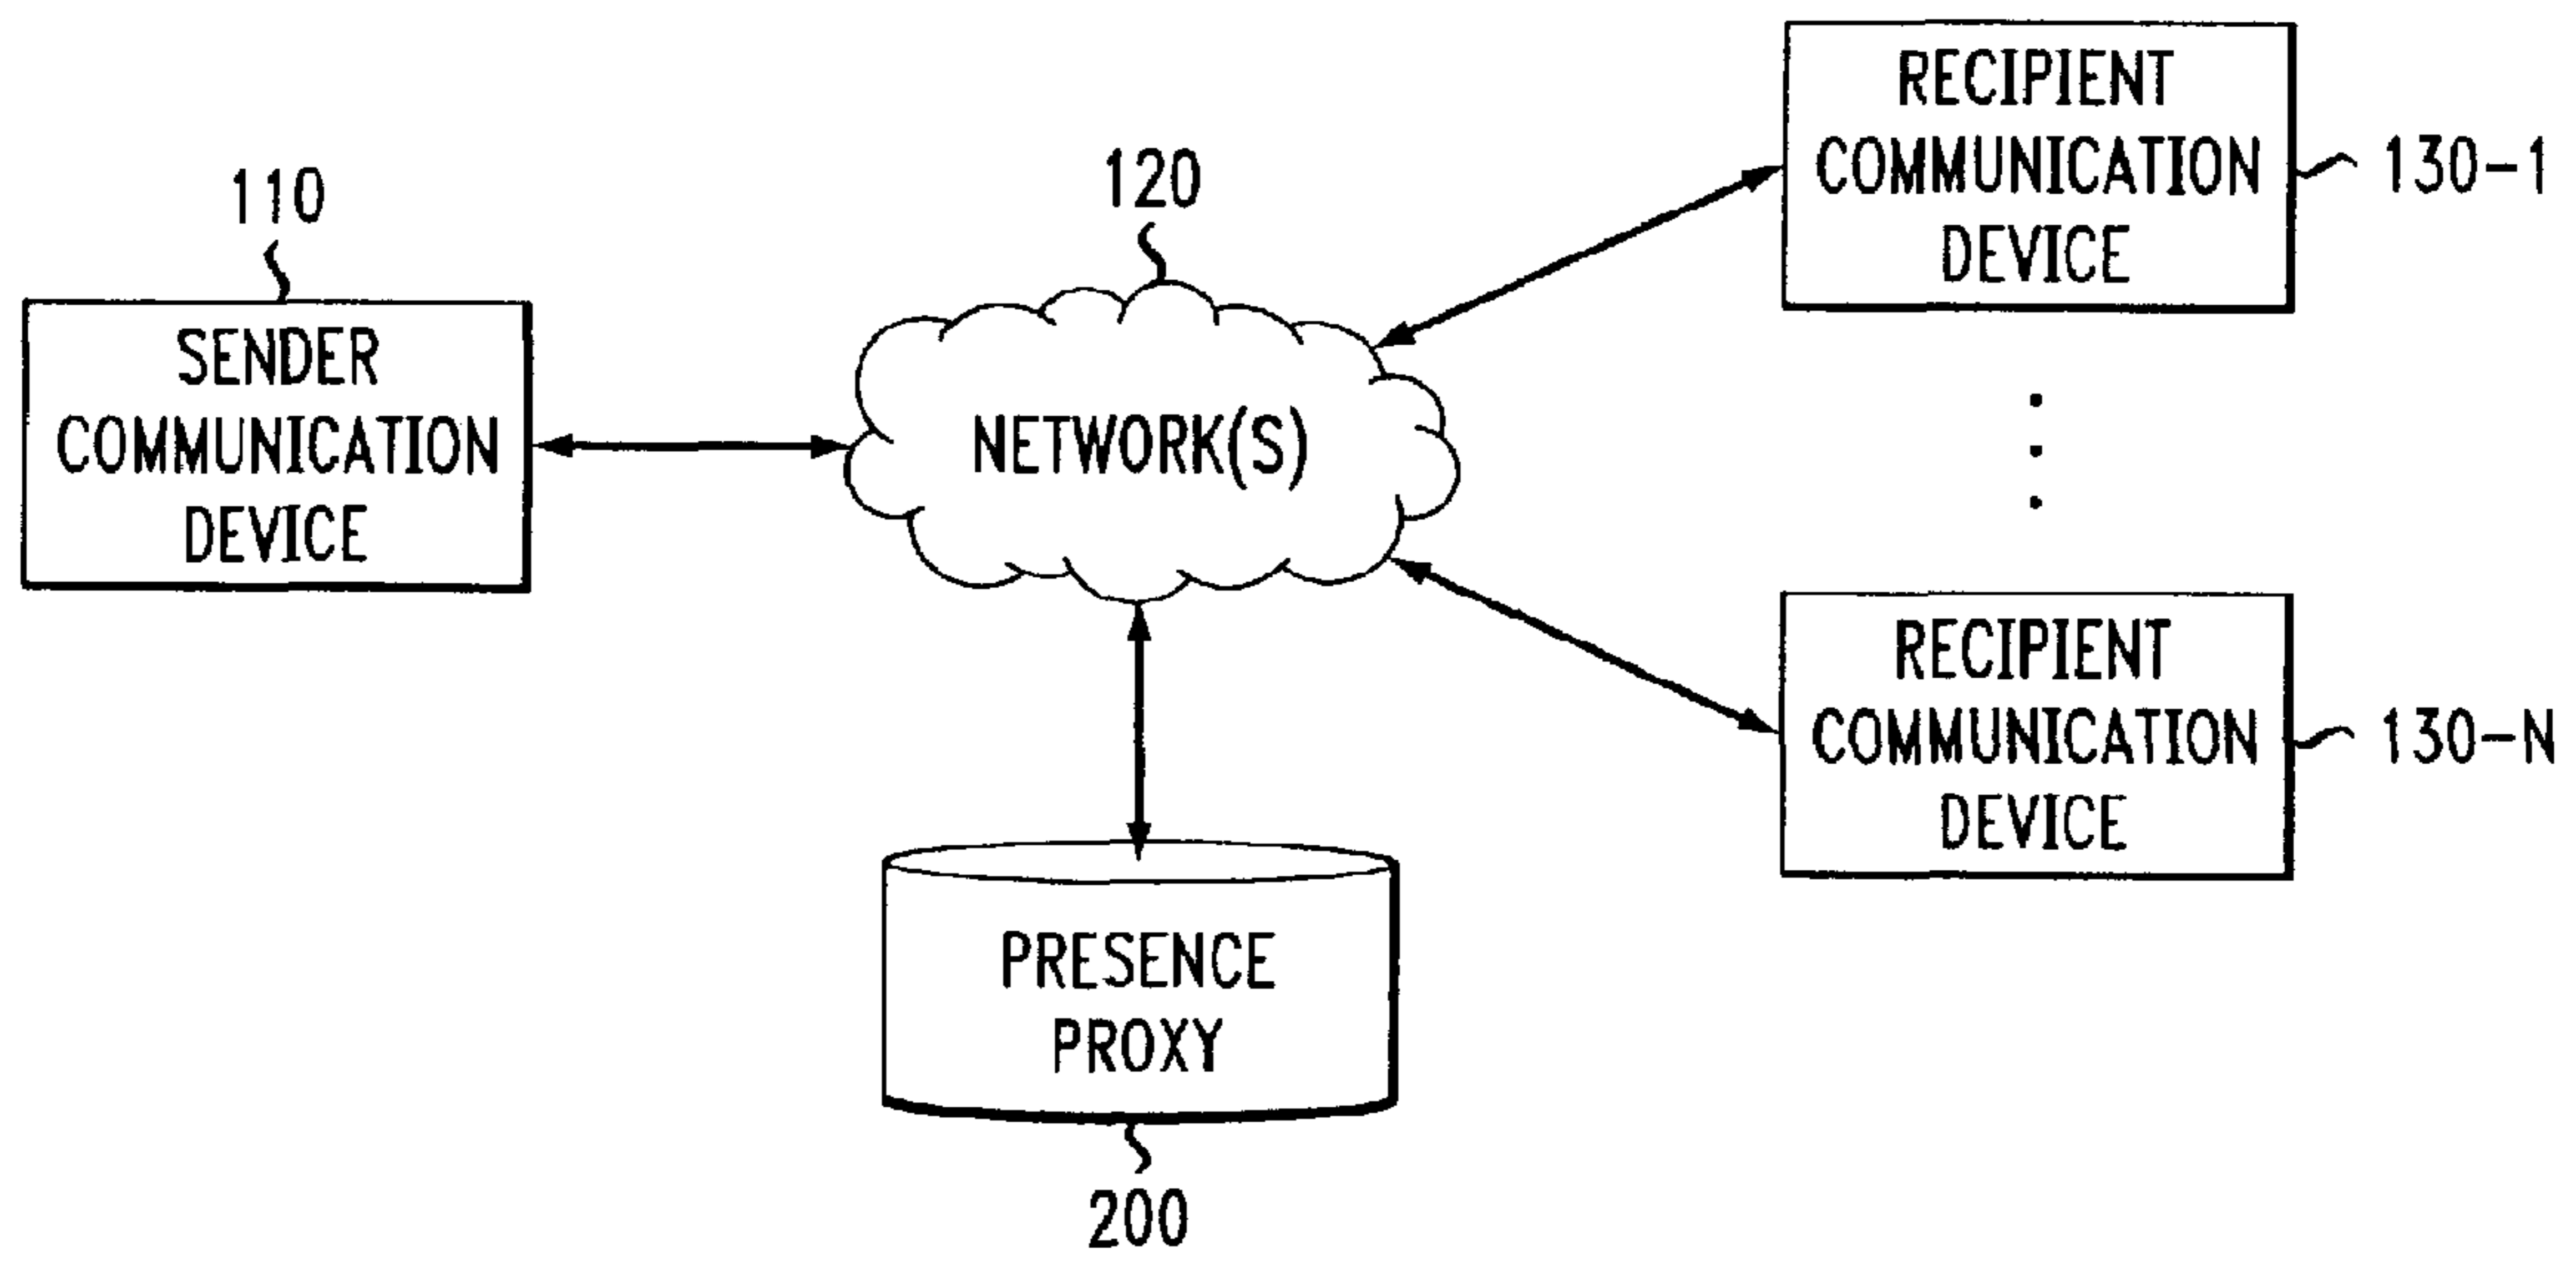 110
SENDER
COMMUNICATION
DEVICE
120
NETWORK(S)
RECIPIENT
COMMUNICATION
DEVICE
130-1
RECIPIENT
COMMUNICATION
DEVICE
130-N
PRESENCE
PROXY
200